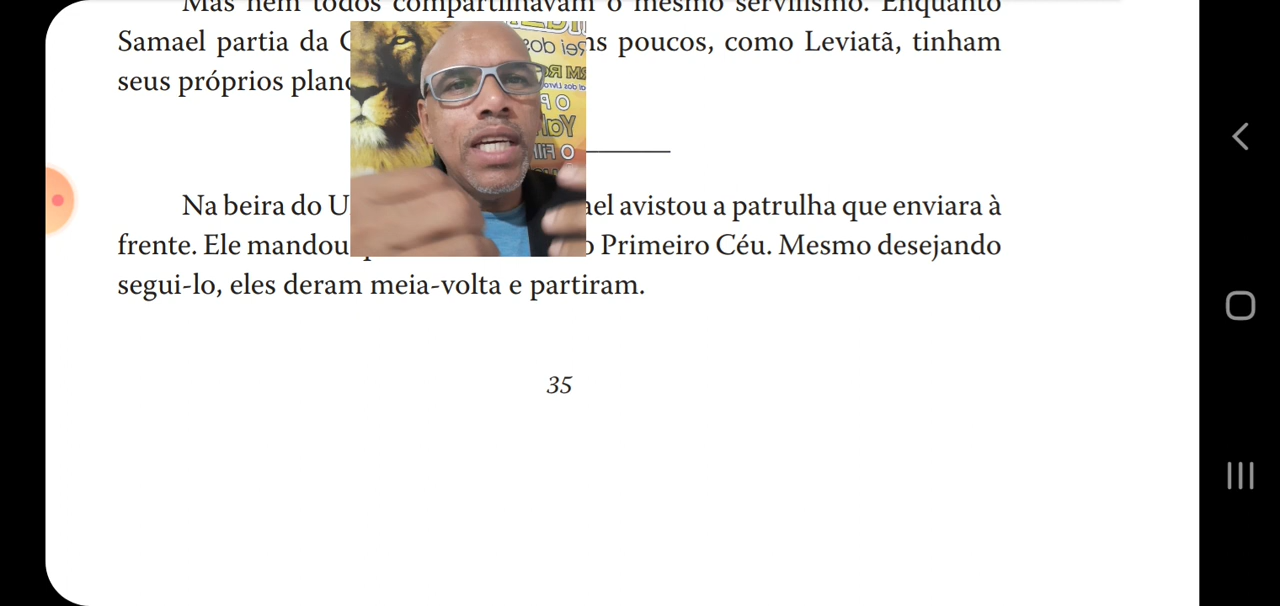 Mas nem todos compartilhavam o mesmo servilismo. Enquanto
Samael partia da ns poucos, como Leviatã, tinham
seus próprios
Na beira do avistou a patrulha que enviara à
frente. Ele mandou o Primeiro Céu. Mesmo desejando
segui-lo, eles deram meia-volta e partiram.
35